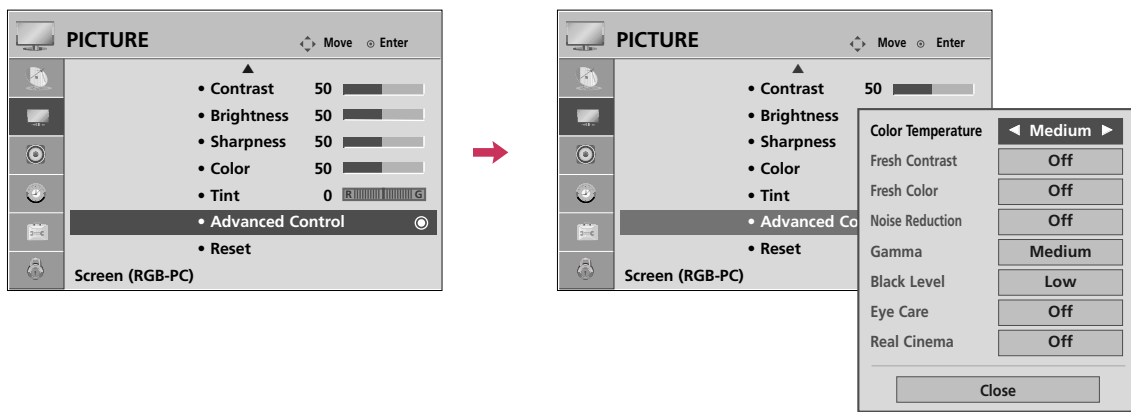 PICTURE Move Enter
• Contrast 50
• Brightness 50
• Sharpness 50
• Color 50
• Tint 0 R G
• Advanced Control
• Reset
Screen (RGB-PC)
PICTURE Move Enter
• Contrast 50
• Brightness
• Sharpness
• Color
• Tint
• Advanced Co
• Reset
Screen (RGB-PC)
Color Temperature ◄ Medium ►
Fresh Contrast Off
Fresh Color Off
Noise Reduction Off
Gamma Medium
Black Level Low
Eye Care Off
Real Cinema Off
Close